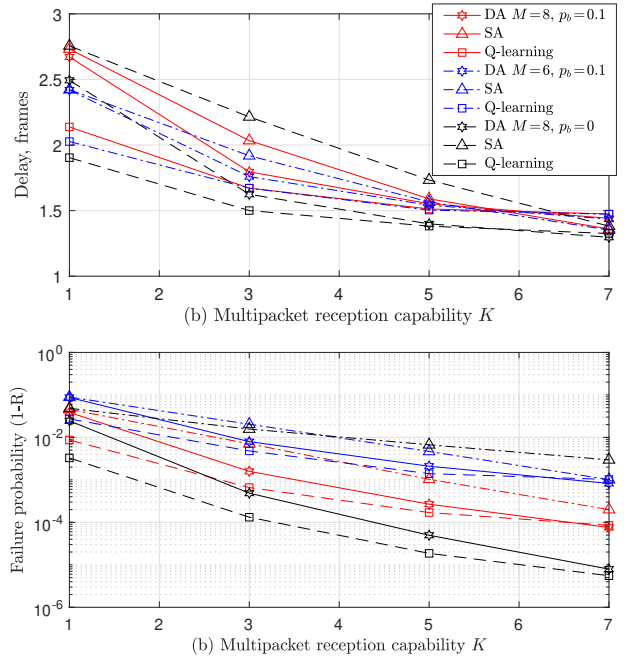 3
2.5
2
1.5
1
Delay, frames
DA M=8, p_b=0.1
SA
Q-learning
DA M=6, p_b=0.1
SA
Q-learning
DA M=8, p_b=0
SA
Q-learning
1 2 3 4 5 6 7
(b) Multipacket reception capability K
10^0
10^-2
10^-4
10^-6
Failure probability (1-R)
1 2 3 4 5 6 7
(b) Multipacket reception capability K